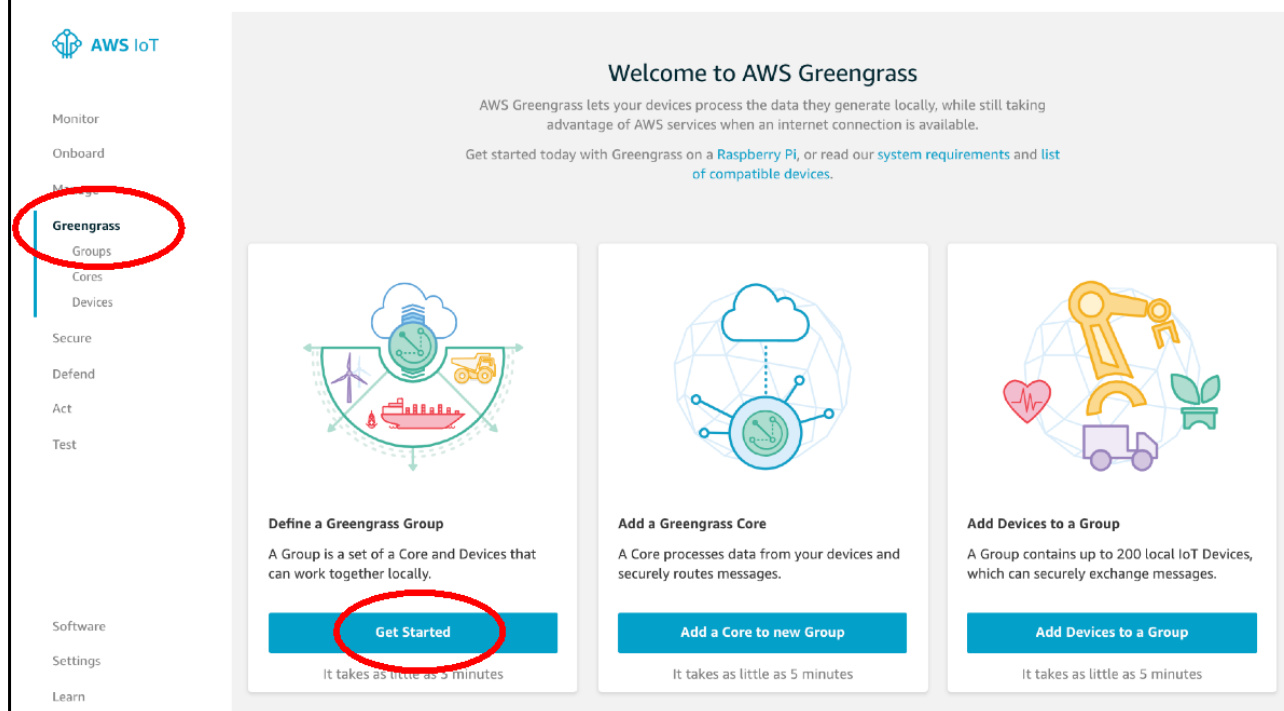 AWS IoT
Monitor
Onboard
Manage
Greengrass
Groups
Cores
Devices
Secure
Defend
Act
Test
Software
Settings
Learn
Welcome to AWS Greengrass
AWS Greengrass lets your devices process the data they generate locally, while still taking
advantage of AWS services when an internet connection is available.
Get started today with Greengrass on a Raspberry Pi, or read our system requirements and list
of compatible devices.
Define a Greengrass Group
A Group is a set of a Core and Devices that
can work together locally.
Get Started
It takes as little as 5 minutes
Add a Greengrass Core
A Core processes data from your devices and
securely routes messages.
Add a Core to new Group
It takes as little as 5 minutes
Add Devices to a Group
A Group contains up to 200 local IoT Devices,
which can securely exchange messages.
Add Devices to a Group
It takes as little as 5 minutes